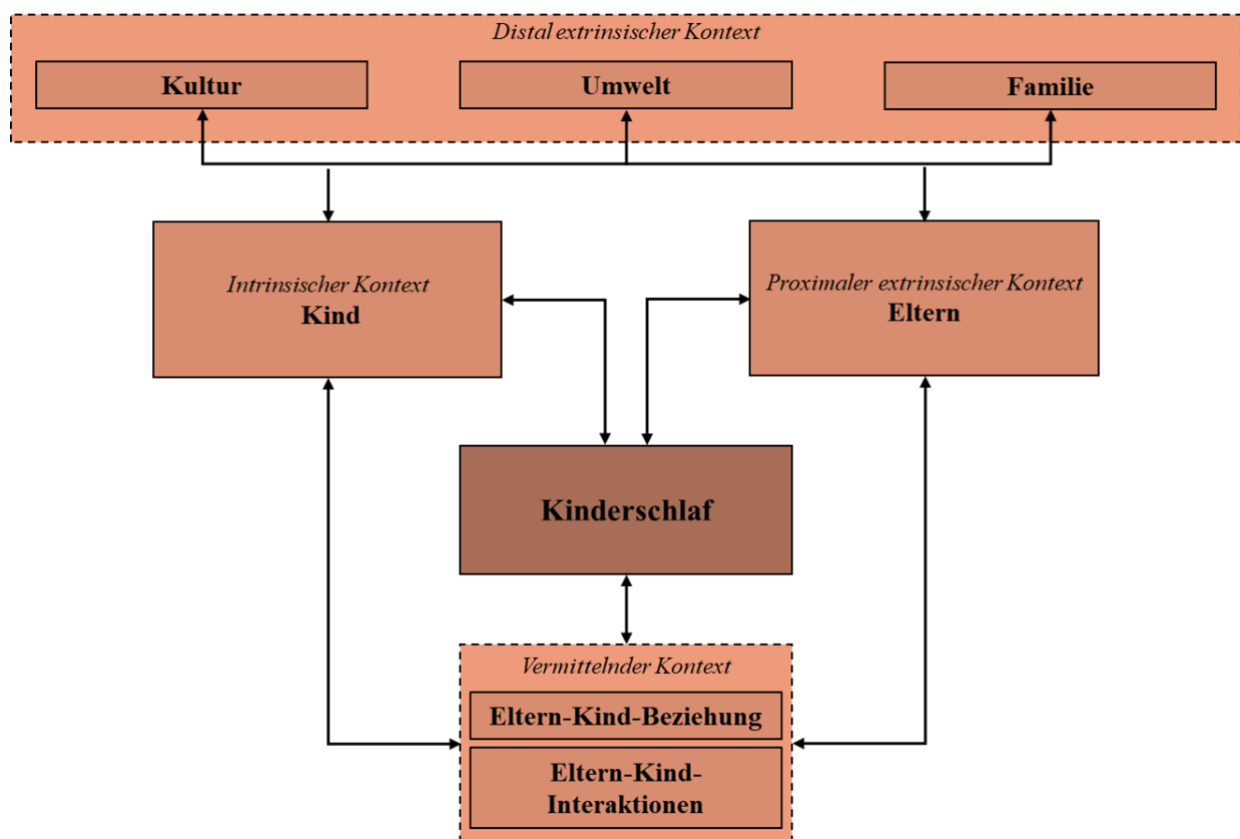 Distal extrinsischer Kontext
Kultur
Umwelt
Familie
Intrinsischer Kontext
Kind
Proximaler extrinsischer Kontext
Eltern
Kinderschlaf
Vermittelnder Kontext
Eltern-Kind-Beziehung
Eltern-Kind-
Interaktionen